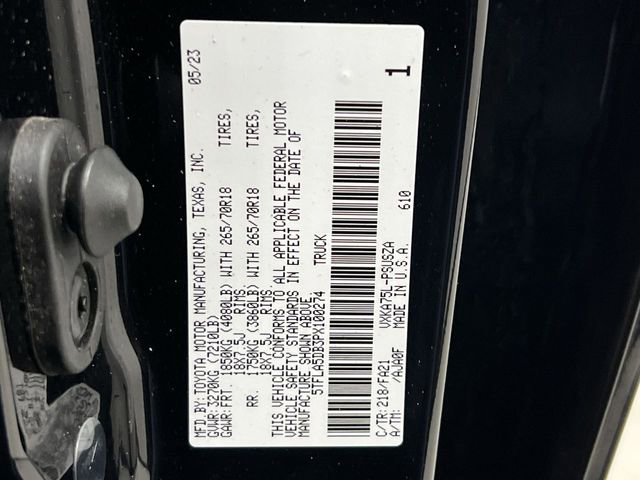 MFD BY:TOYOTA MOTOR MANUFACTURING, TEXAS, INC. 05/23
GVWR:3270KG (7210LB)
GAWR:FRT. 1850KG (4080LB) WITH 265/70R18 TIRES,
18X7.5J RIMS
RR. 1750KG (3860LB) WITH 265/70R18 TIRES,
18X7.5J RIMS
THIS VEHICLE CONFORMS TO ALL APPLICABLE FEDERAL MOTOR
VEHICLE SAFETY STANDARDS IN EFFECT ON THE DATE OF
MANUFACTURE SHOWN ABOVE.
5TFLA5DB3PX100274 TRUCK
C/TR:218/FA21 VXKA75L-PSUSZA 610 1
A/TM: /AJA0F MADE IN U.S.A.